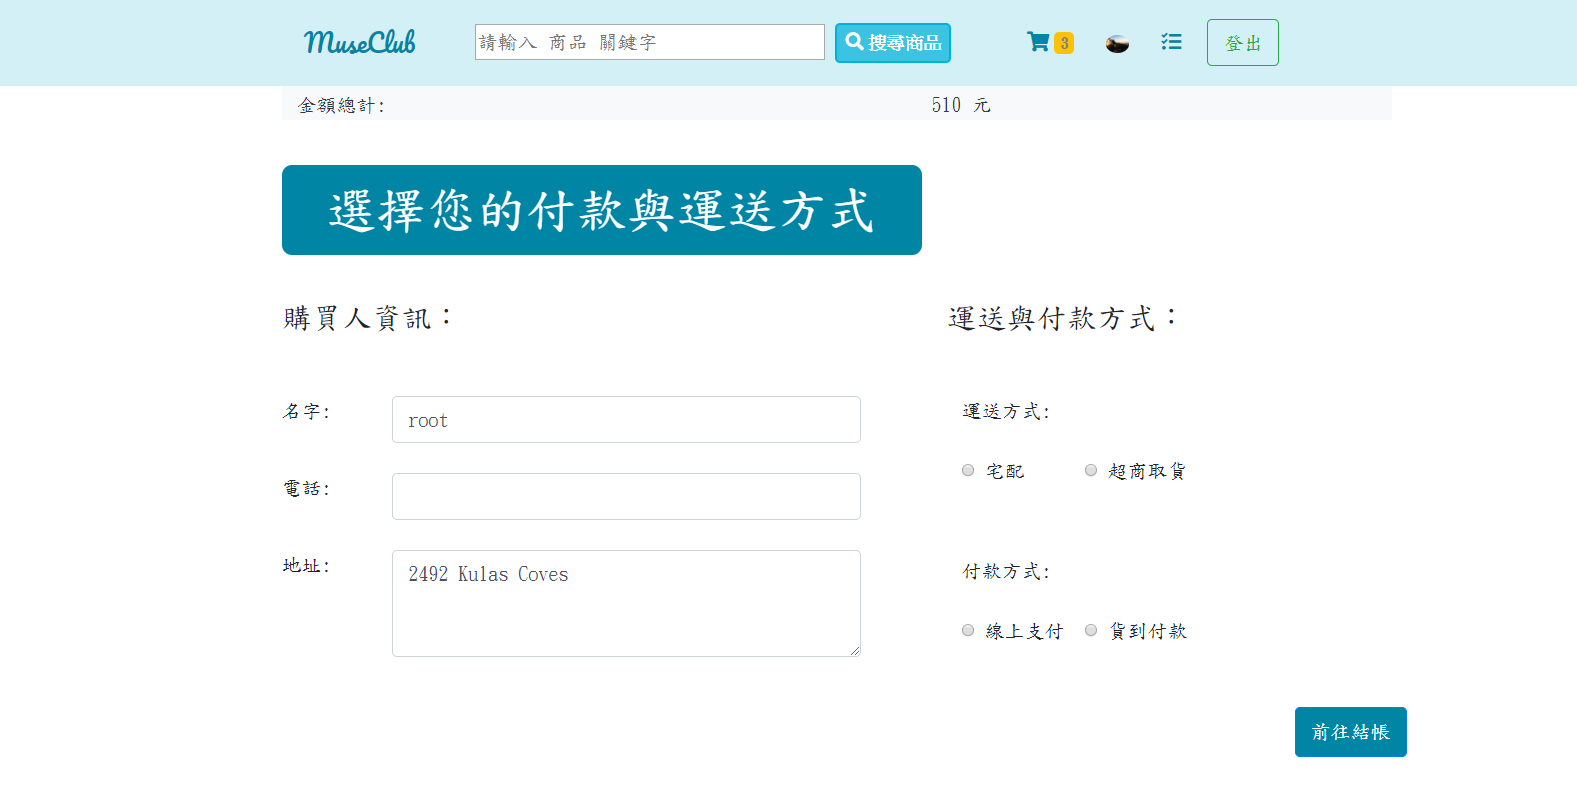 MuseClub 請輸入 商品 關鍵字 搜尋商品 3 登出
金額總計: 510 元
選擇您的付款與運送方式
購買人資訊： 運送與付款方式：
名字: root 運送方式:
宅配 超商取貨
電話:
地址: 2492 Kulas Coves 付款方式:
線上支付 貨到付款
前往結帳